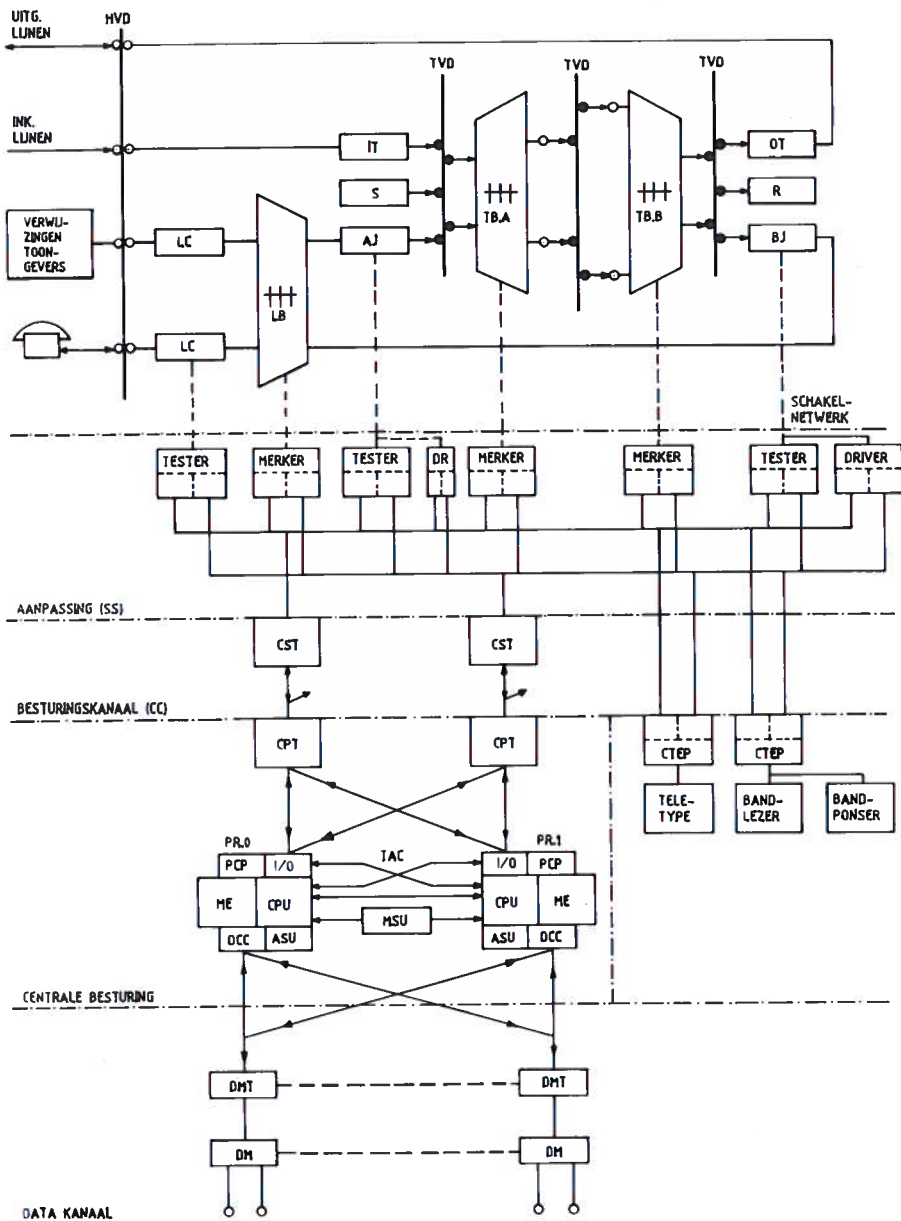 UITG. LIJNEN
HVD
TVD
TVD
TVD
INK. LIJNEN
IT
OT
S
TB.A
TB.B
R
VERWIJ-
ZINGEN
TOON-
GEVERS
LC
AJ
BJ
LB
LC
SCHAKEL-
NETWERK
TESTER
MERKER
TESTER
DR
MERKER
MERKER
TESTER
DRIVER
AANPASSING (SS)
CST
CST
BESTURINGSKANAAL (CC)
CPT
CPT
CTEP
CTEP
TELE-
TYPE
BAND-
LEZER
BAND-
PONSER
PR.0
IAC
PR.1
PCP
I/O
I/O
PCP
ME
CPU
MSU
CPU
ME
DCC
ASU
ASU
DCC
CENTRALE BESTURING
DMT
DMT
DM
DM
DATA KANAAL